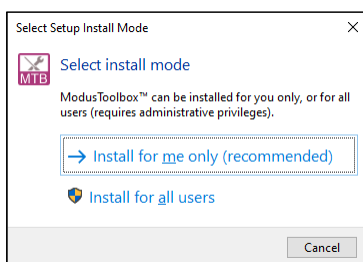 Select Setup Install Mode
MTB
Select install mode
ModusToolbox™ can be installed for you only, or for all
users (requires administrative privileges).
Install for me only (recommended)
Install for all users
Cancel